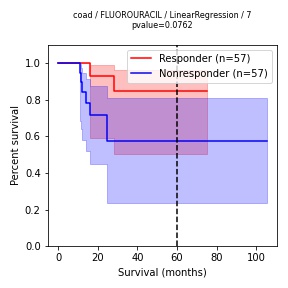 coad / FLUOROURACIL / LinearRegression / 7
pvalue=0.0762
Responder (n=57)
Nonresponder (n=57)
Percent survival
1.0
0.8
0.6
0.4
0.2
0.0
0 20 40 60 80 100
Survival (months)